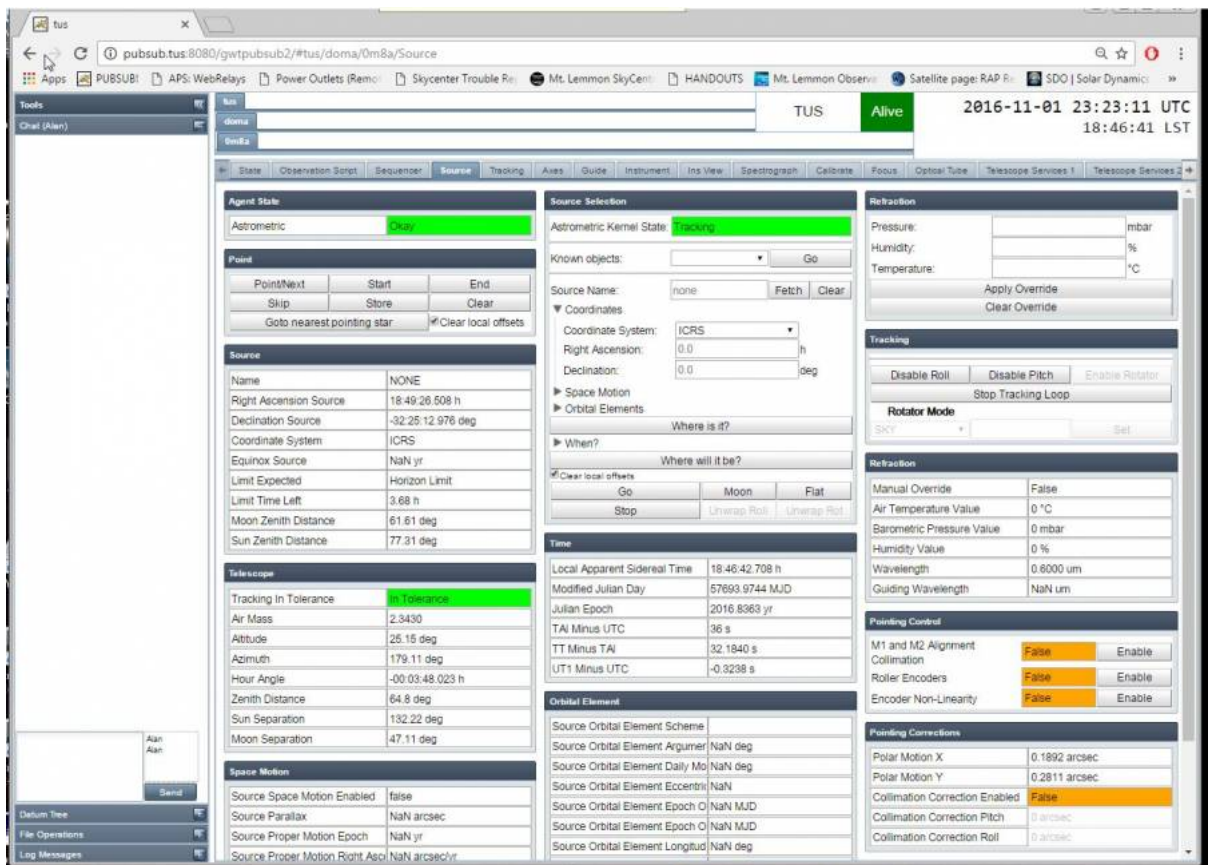 tus
pubsub.tus:8080/gwtpubsub2/#tus/doma/0m8a/Source
Apps PUBSUB! APS: WebRelays Power Outlets (Remo Skycenter Trouble Re Mt. Lemmon SkyCent HANDOUTS Mt. Lemmon Observ Satellite page: RAP R SDO | Solar Dynamic »
Tools
Chat (Alan)
tus
doma
0m8a
TUS
Alive
2016-11-01 23:23:11 UTC
18:46:41 LST
State Observation Script Sequencer Source Tracking Axes Guide Instrument Ins View Spectrograph Calibrate Focus Optical Tube Telescope Services 1 Telescope Services 2
Agent State
Astrometric Okay
Point
Point/Next Start End
Skip Store Clear
Goto nearest pointing star Clear local offsets
Source
Name NONE
Right Ascension Source 18:49:26.508 h
Declination Source -32:25:12.976 deg
Coordinate System ICRS
Equinox Source NaN yr
Limit Expected Horizon Limit
Limit Time Left 3.68 h
Moon Zenith Distance 61.61 deg
Sun Zenith Distance 77.31 deg
Telescope
Tracking In Tolerance In Tolerance
Air Mass 2.3430
Altitude 25.15 deg
Azimuth 179.11 deg
Hour Angle -00:03:48.023 h
Zenith Distance 64.8 deg
Sun Separation 132.22 deg
Moon Separation 47.11 deg
Space Motion
Source Space Motion Enabled false
Source Parallax NaN arcsec
Source Proper Motion Epoch NaN yr
Source Proper Motion Right Asci NaN arcsec/yr
Source Selection
Astrometric Kernel State: Tracking
Known objects: Go
Source Name: none Fetch Clear
Coordinates
Coordinate System: ICRS
Right Ascension: 0.0 h
Declination: 0.0 deg
Space Motion
Orbital Elements
Where is it?
When?
Where will it be?
Clear local offsets
Go Moon Flat
Stop Unwrap Roll Unwrap Rot
Time
Local Apparent Sidereal Time 18:46:42.708 h
Modified Julian Day 57693.9744 MJD
Julian Epoch 2016.8363 yr
TAI Minus UTC 36 s
TT Minus TAI 32.1840 s
UT1 Minus UTC -0.3238 s
Orbital Element
Source Orbital Element Scheme
Source Orbital Element Argumer NaN deg
Source Orbital Element Daily Mo NaN deg
Source Orbital Element Eccentric NaN
Source Orbital Element Epoch O NaN MJD
Source Orbital Element Epoch O NaN MJD
Source Orbital Element Longitud NaN deg
Refraction
Pressure: mbar
Humidity: %
Temperature: °C
Apply Override
Clear Override
Tracking
Disable Roll Disable Pitch Enable Rotator
Stop Tracking Loop
Rotator Mode
SKY Set
Refraction
Manual Override False
Air Temperature Value 0 °C
Barometric Pressure Value 0 mbar
Humidity Value 0 %
Wavelength 0.6000 um
Guiding Wavelength NaN um
Pointing Control
M1 and M2 Alignment
Collimation False Enable
Roller Encoders False Enable
Encoder Non-Linearity False Enable
Pointing Corrections
Polar Motion X 0.1892 arcsec
Polar Motion Y 0.2811 arcsec
Collimation Correction Enabled False
Collimation Correction Pitch 0 arcsec
Collimation Correction Roll 0 arcsec
Alan
Alan
Send
Datum Tree
File Operations
Log Messages